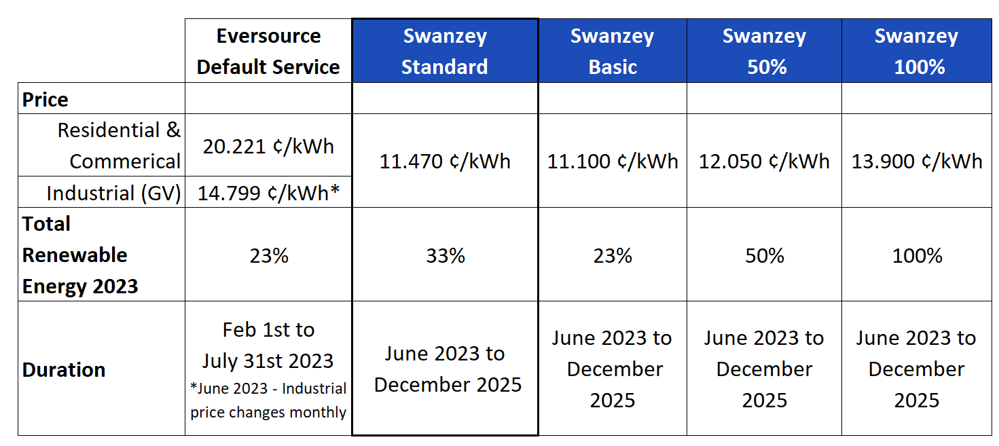 Eversource
Default Service
Swanzey
Standard
Swanzey
Basic
Swanzey
50%
Swanzey
100%
Price
Residential &
Commerical
20.221 ¢/kWh
11.470 ¢/kWh
11.100 ¢/kWh
12.050 ¢/kWh
13.900 ¢/kWh
Industrial (GV)
14.799 ¢/kWh*
Total
Renewable
Energy 2023
23%
33%
23%
50%
100%
Duration
Feb 1st to
July 31st 2023
*June 2023 - Industrial
price changes monthly
June 2023 to
December 2025
June 2023 to
December
2025
June 2023 to
December
2025
June 2023 to
December
2025